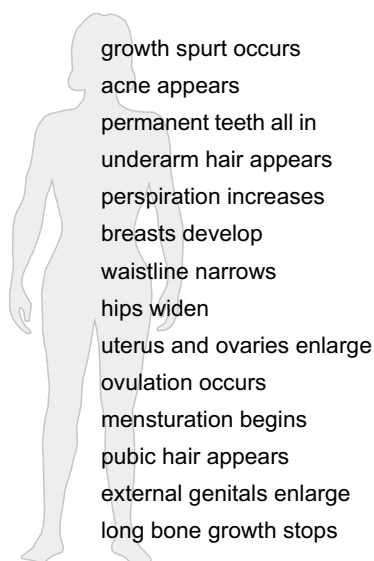 growth spurt occurs
acne appears
permanent teeth all in
underarm hair appears
perspiration increases
breasts develop
waistline narrows
hips widen
uterus and ovaries enlarge
ovulation occurs
mensturation begins
pubic hair appears
external genitals enlarge
long bone growth stops